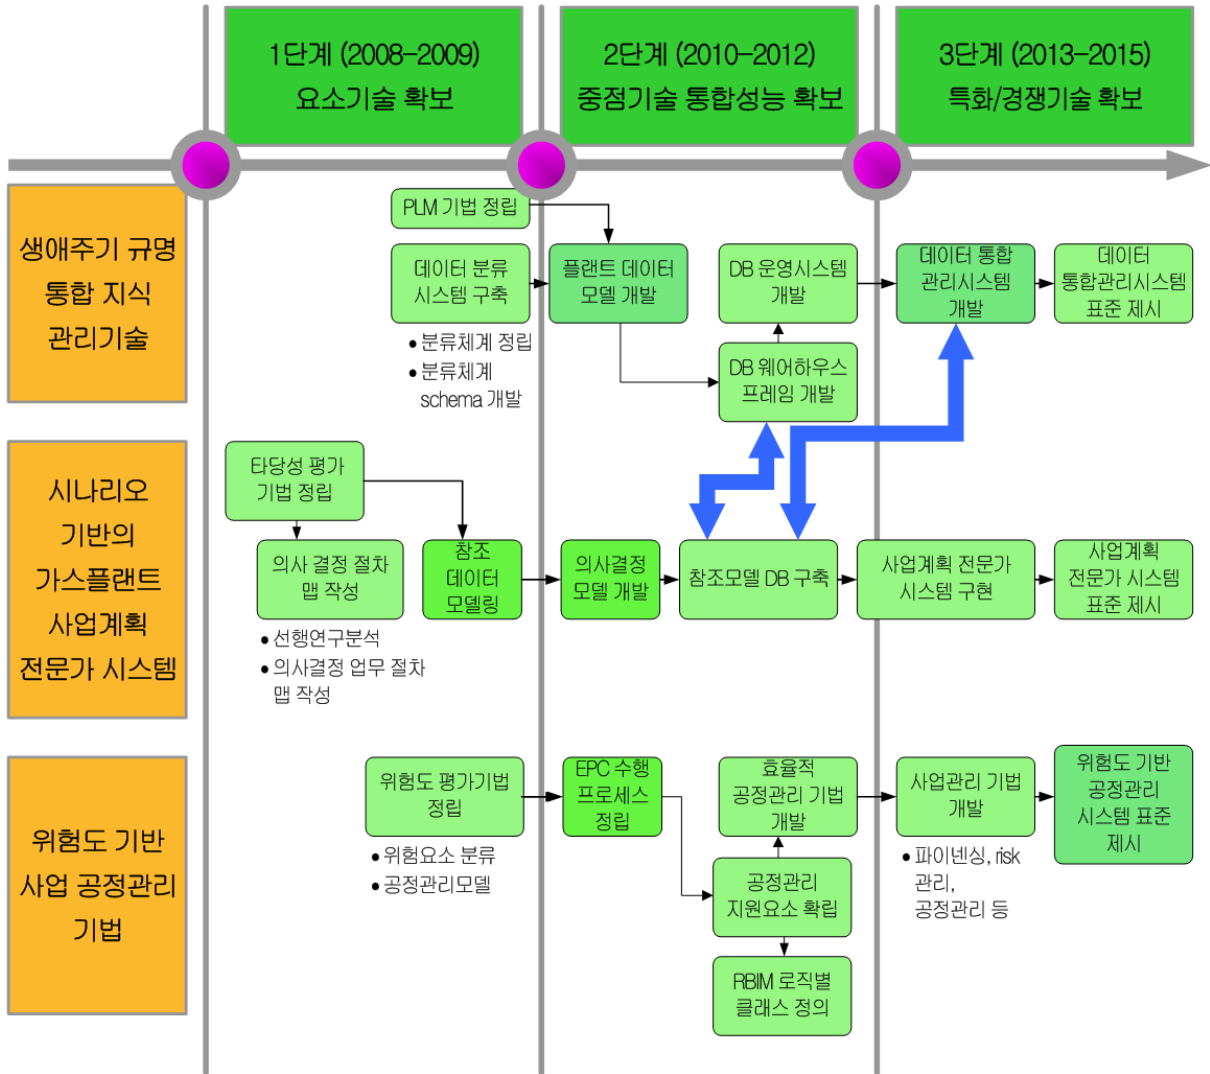 1단계 (2008-2009)
요소기술 확보
2단계 (2010-2012)
중점기술 통합성능 확보
3단계 (2013-2015)
특화/경쟁기술 확보
생애주기 규명
통합 지식
관리기술
PLM 기법 정립
데이터 분류
시스템 구축
• 분류체계 정립
• 분류체계
schema 개발
플랜트 데이터
모델 개발
DB 운영시스템
개발
DB 웨어하우스
프레임 개발
데이터 통합
관리시스템
개발
데이터
통합관리시스템
표준 제시
시나리오
기반의
가스플랜트
사업계획
전문가 시스템
타당성 평가
기법 정립
의사 결정 절차
맵 작성
• 선행연구분석
• 의사결정 업무 절차
맵 작성
참조
데이터
모델링
의사결정
모델 개발
참조모델 DB 구축
사업계획 전문가
시스템 구현
사업계획
전문가 시스템
표준 제시
위험도 기반
사업 공정관리
기법
위험도 평가기법
정립
• 위험요소 분류
• 공정관리모델
EPC 수행
프로세스
정립
효율적
공정관리 기법
개발
공정관리
지원요소 확립
RBIM 로직별
클래스 정의
사업관리 기법
개발
• 파이넨싱, risk
관리,
공정관리 등
위험도 기반
공정관리
시스템 표준
제시